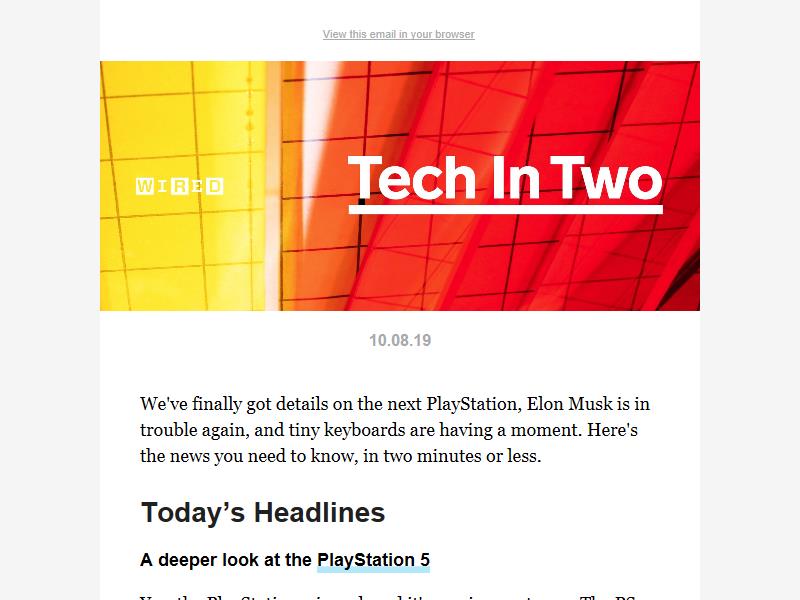 View this email in your browser
WIRED
Tech In Two
10.08.19
We've finally got details on the next PlayStation, Elon Musk is in
trouble again, and tiny keyboards are having a moment. Here's
the news you need to know, in two minutes or less.
Today’s Headlines
A deeper look at the PlayStation 5